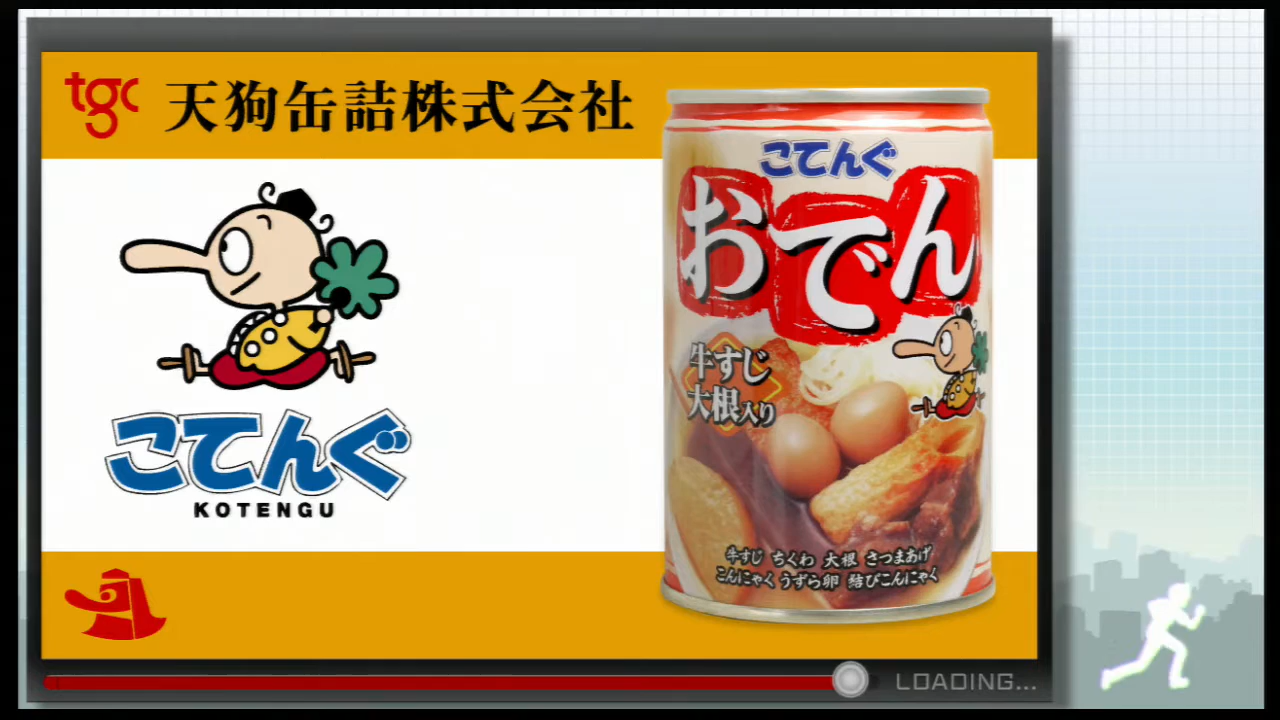 tgc 天狗缶詰株式会社
こてんぐ
おでん
牛すじ
大根入り
こてんぐ
KOTENGU
牛すじ ちくわ 大根 さつまあげ
こんにゃく うずら卵 結びこんにゃく
LOADING...